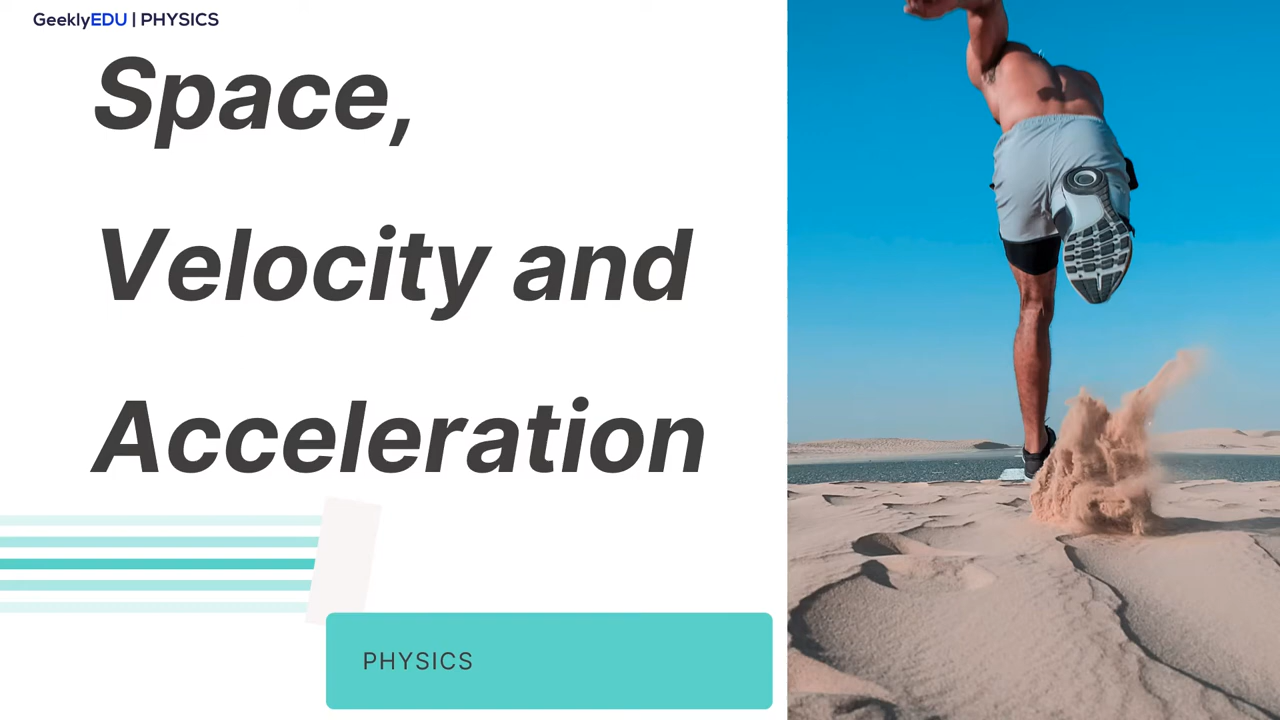 GeeklyEDU | PHYSICS
Space,
Velocity and
Acceleration
PHYSICS